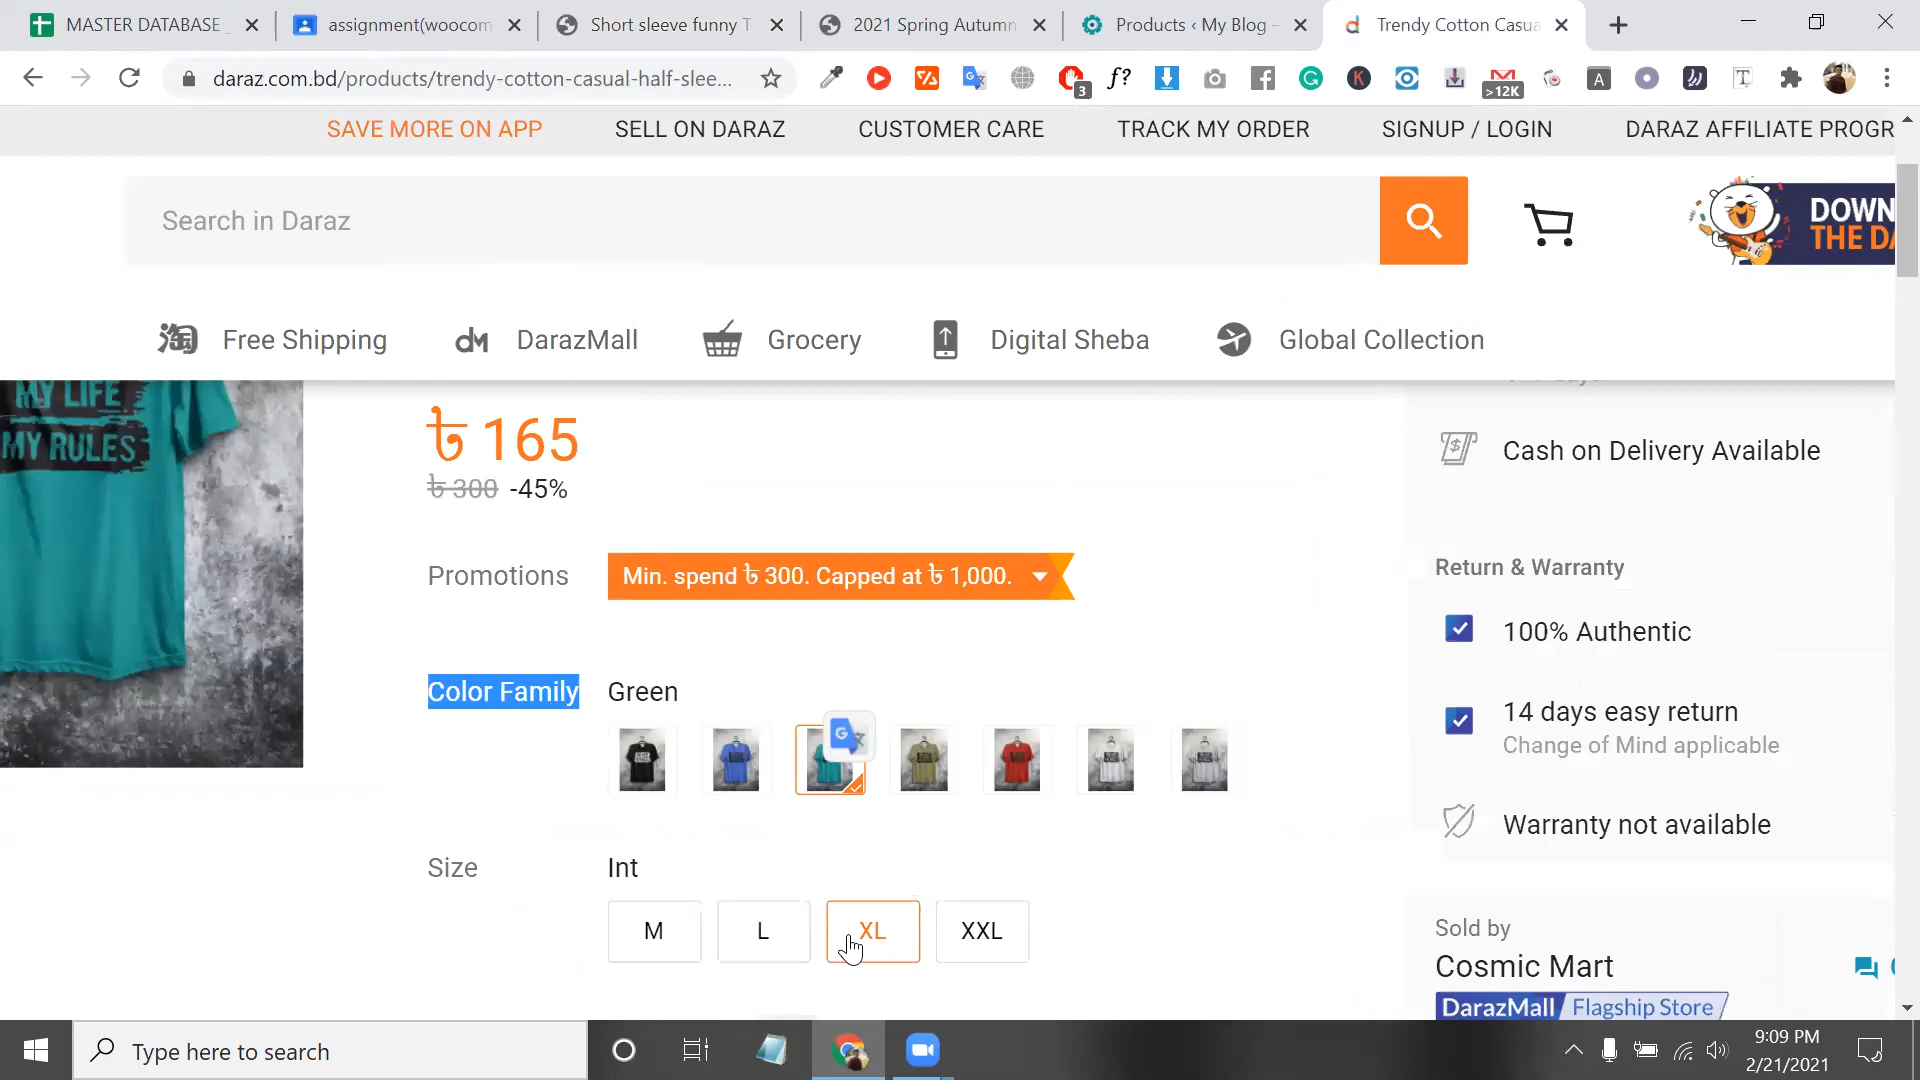 MASTER DATABASE
assignment(woocom
Short sleeve funny T
2021 Spring Autumn
Products ‹ My Blog –
Trendy Cotton Casua
daraz.com.bd/products/trendy-cotton-casual-half-slee...
3
f?
K
>12K
A
T
SAVE MORE ON APP
SELL ON DARAZ
CUSTOMER CARE
TRACK MY ORDER
SIGNUP / LOGIN
DARAZ AFFILIATE PROGR
Search in Daraz
DOWN
THE DA
淘
Free Shipping
dm
DarazMall
Grocery
Digital Sheba
Global Collection
MY LIFE
MY RULES
৳ 165
৳ 300 -45%
Promotions
Min. spend ৳ 300. Capped at ৳ 1,000.
Color Family
Green
Size
Int
M
L
XL
XXL
Cash on Delivery Available
Return & Warranty
100% Authentic
14 days easy return
Change of Mind applicable
Warranty not available
Sold by
Cosmic Mart
DarazMall Flagship Store
Type here to search
9:09 PM
2/21/2021